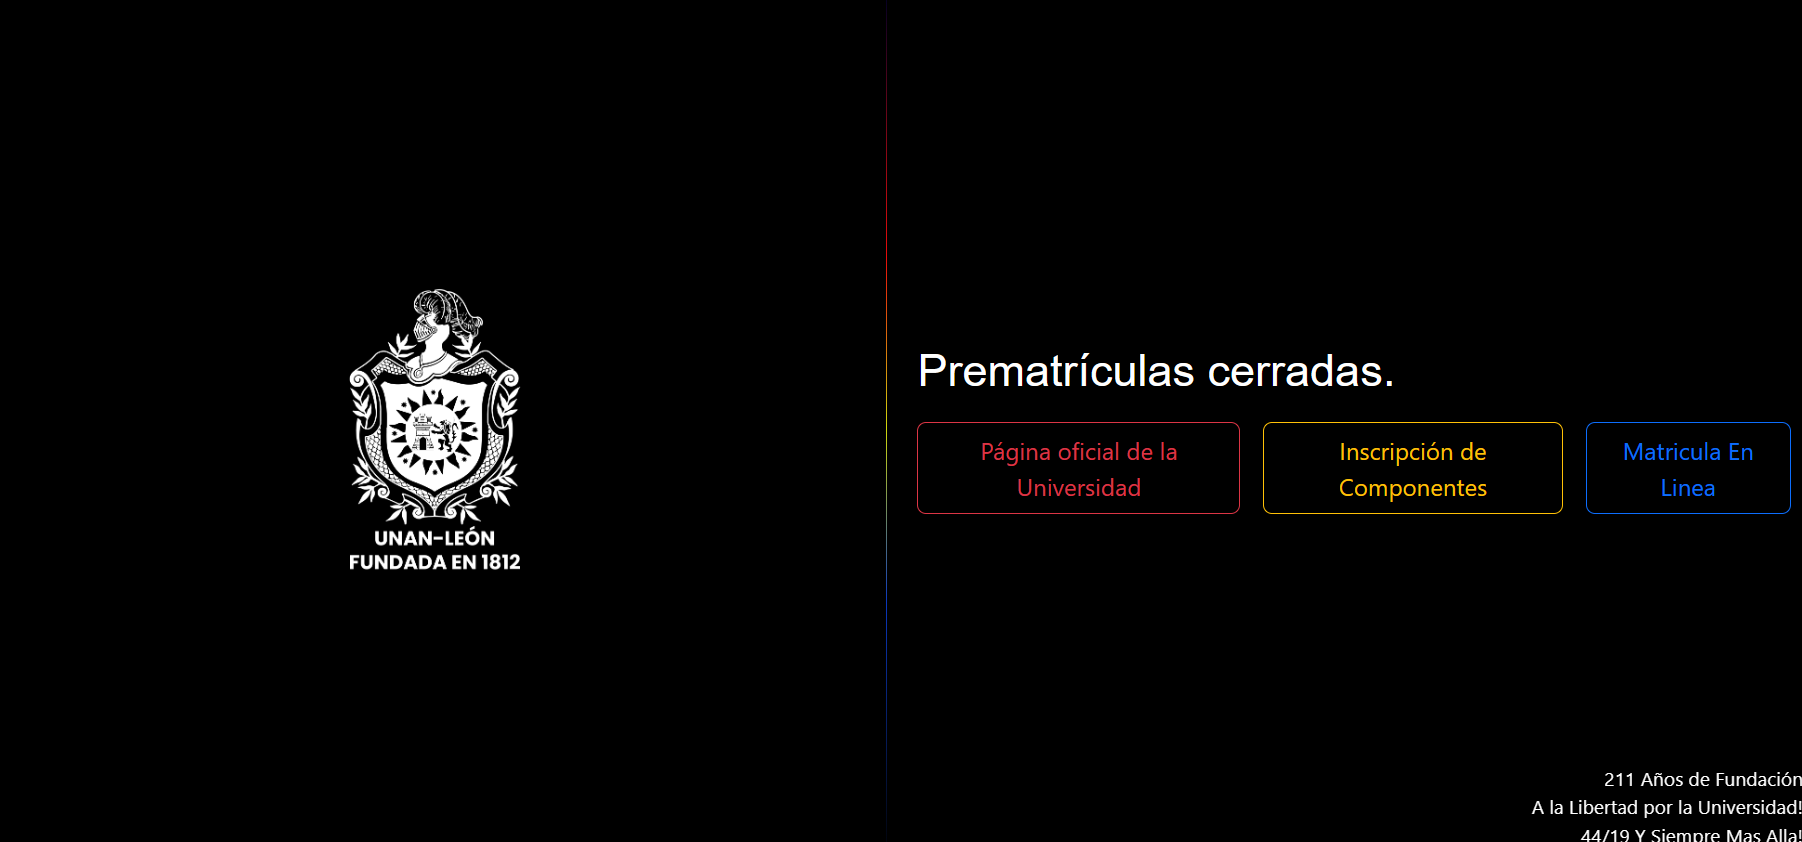 UNAN-LEÓN
FUNDADA EN 1812
Prematrículas cerradas.
Página oficial de la
Universidad
Inscripción de
Componentes
Matricula En
Linea
211 Años de Fundación
A la Libertad por la Universidad!
44/19 Y Siempre Mas Alla!